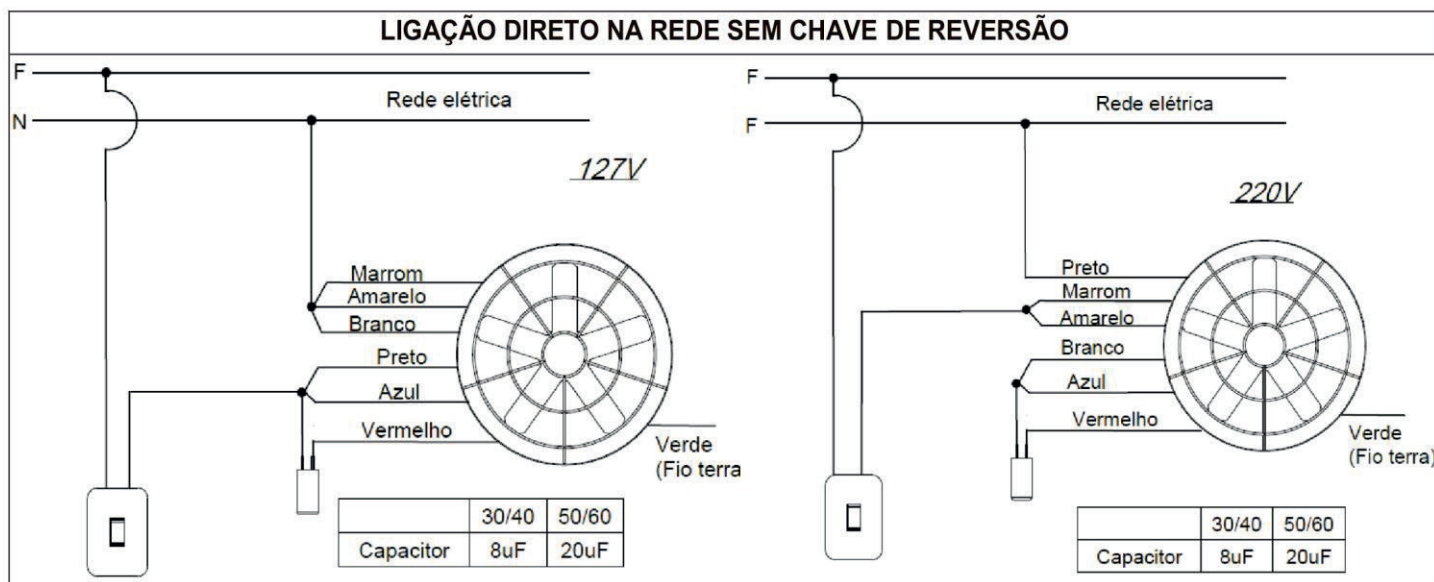 LIGAÇÃO DIRETO NA REDE SEM CHAVE DE REVERSÃO
F
Rede elétrica
N
127V
Marrom
Amarelo
Branco
Preto
Azul
Vermelho
Verde
(Fio terra
30/40 50/60
Capacitor 8uF 20uF
F
Rede elétrica
F
220V
Preto
Marrom
Amarelo
Branco
Azul
Vermelho
Verde
(Fio terra)
30/40 50/60
Capacitor 8uF 20uF